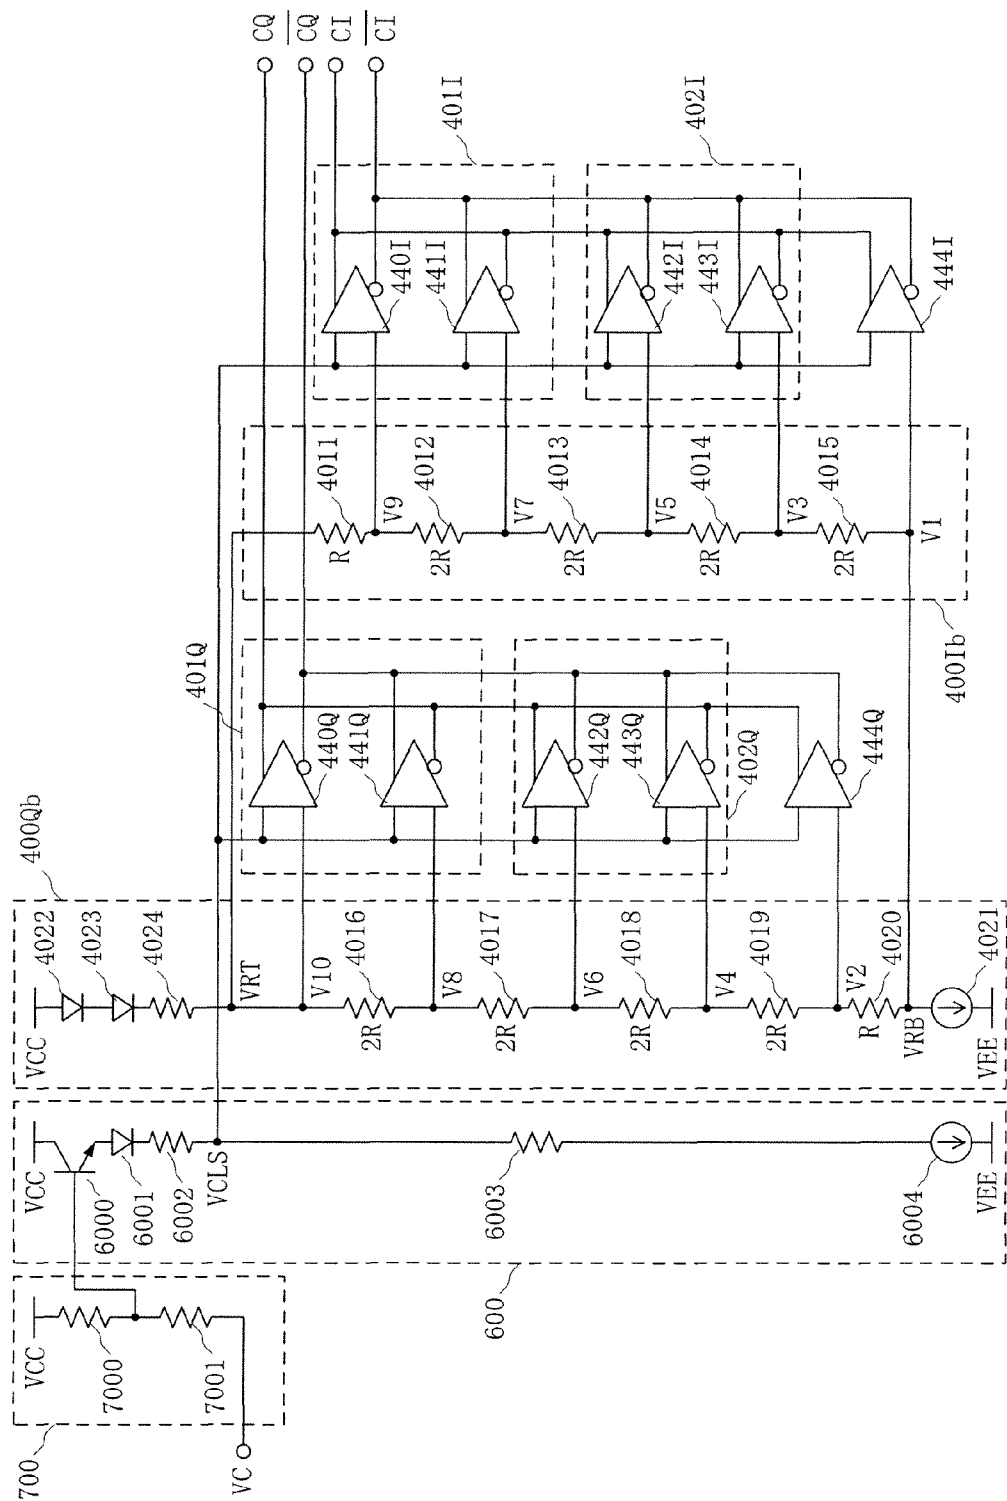 CQ
CQ
CI
CI
401I
402I
440I
441I
442I
443I
444I
4011
R
V9
4012
2R
V7
4013
2R
V5
4014
2R
V3
4015
2R
V1
400Ib
401Q
440Q
441Q
442Q
443Q
402Q
444Q
400Qb
VCC
4022
4023
4024
VRT
V10
4016
2R
V8
4017
2R
V6
4018
2R
V4
4019
2R
V2
4020
R
VRB
4021
VEE
VCC
6000
6001
6002
VCLS
6003
6004
VEE
600
VCC
7000
7001
700
VC